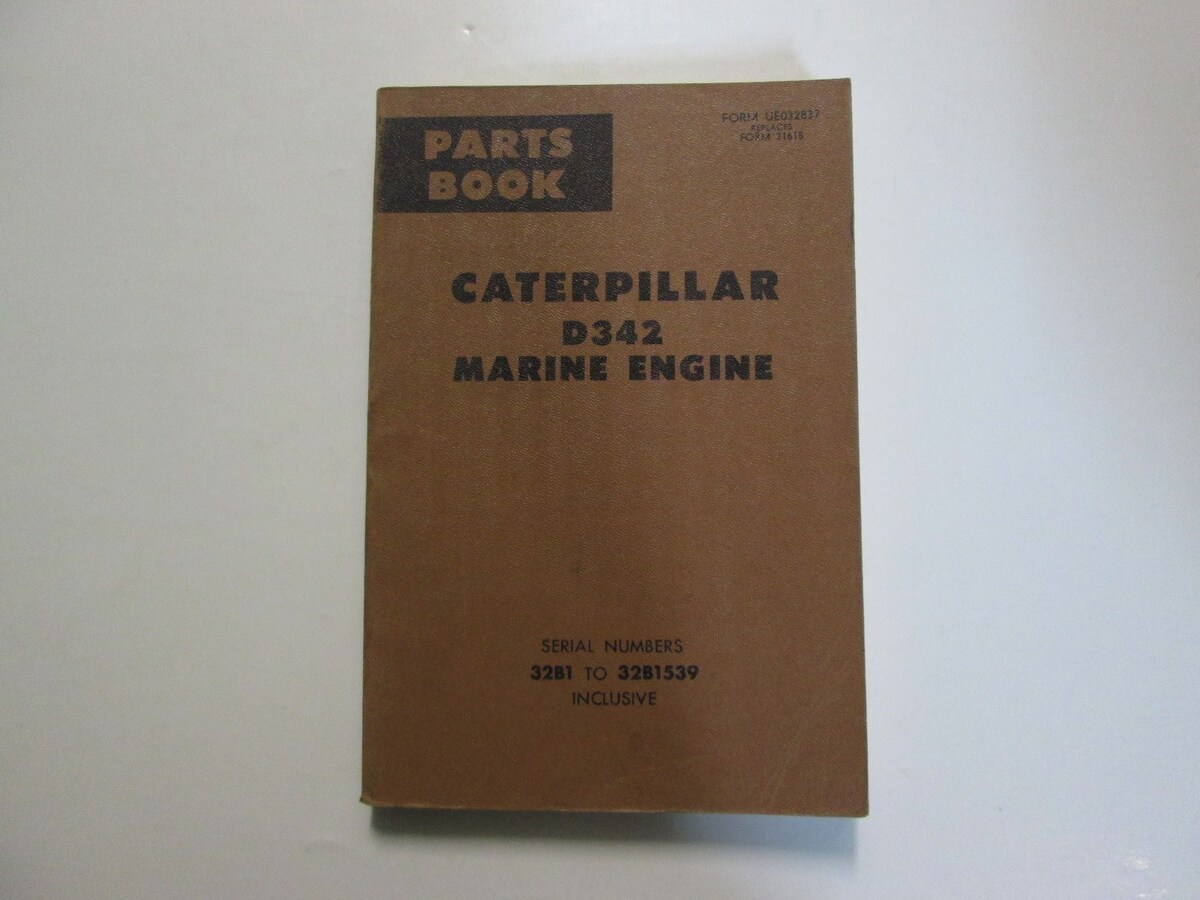 PARTS
BOOK
FORM UE032837
REPLACES
FORM 31615
CATERPILLAR
D342
MARINE ENGINE
SERIAL NUMBERS
32B1 TO 32B1539
INCLUSIVE